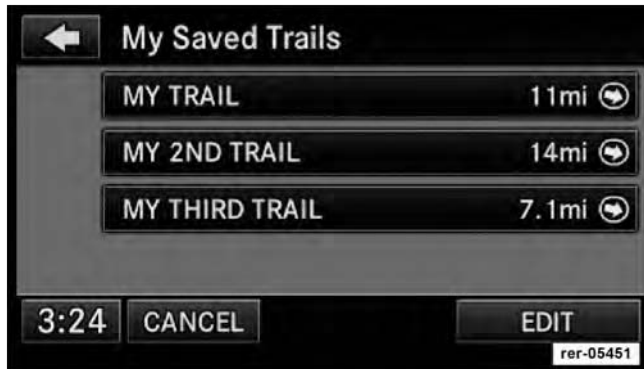 My Saved Trails
MY TRAIL 11mi
MY 2ND TRAIL 14mi
MY THIRD TRAIL 7.1mi
3:24 CANCEL EDIT
rer-05451